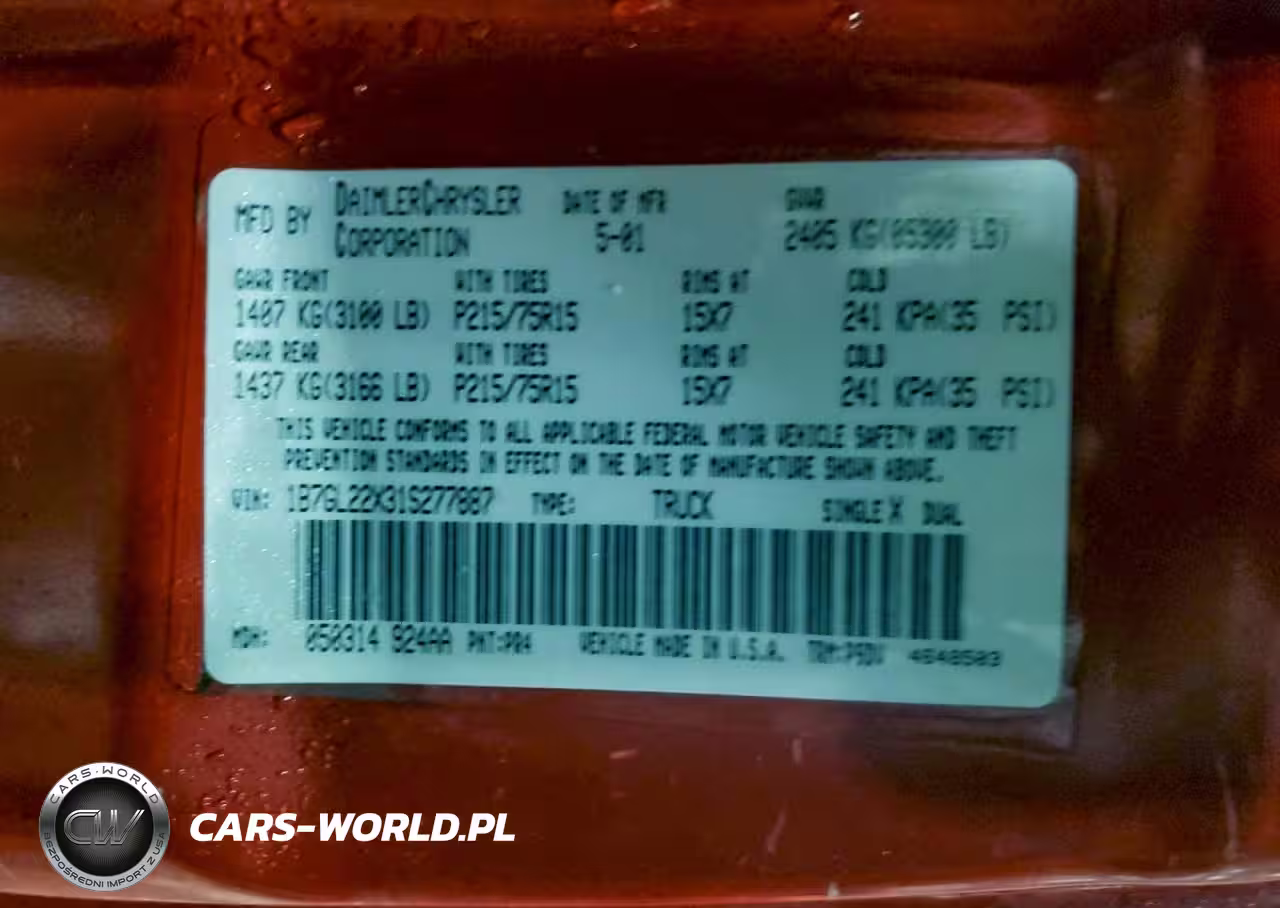 MFD BY DAIMLERCHRYSLER CORPORATION DATE OF MFR 5-01 GVWR 2405 KG(05300 LB)
GAWR FRONT WITH TIRES RIMS AT COLD
1407 KG(3100 LB) P215/75R15 15X7 241 KPA(35 PSI)
GAWR REAR WITH TIRES RIMS AT COLD
1437 KG(3166 LB) P215/75R15 15X7 241 KPA(35 PSI)
THIS VEHICLE CONFORMS TO ALL APPLICABLE FEDERAL MOTOR VEHICLE SAFETY AND THEFT
PREVENTION STANDARDS IN EFFECT ON THE DATE OF MANUFACTURE SHOWN ABOVE.
VIN: 1B7GL22X31S277887 TYPE: TRUCK SINGLE X DUAL
MDH: 050314 924AA PNT:PR4 VEHICLE MADE IN U.S.A. TRM:P5DV 4648503
CARS-WORLD
CW
BEZPOŚREDNI IMPORT Z USA
CARS-WORLD.PL